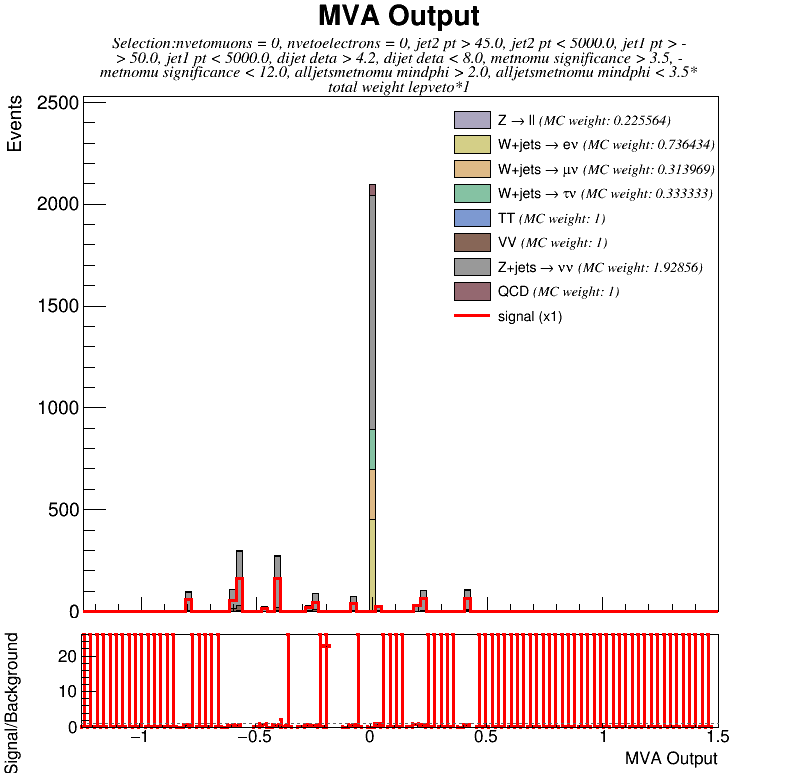 MVA Output
Selection:nvetomuons = 0, nvetoelectrons = 0, jet2 pt > 45.0, jet2 pt < 5000.0, jet1 pt > -
> 50.0, jet1 pt < 5000.0, dijet deta > 4.2, dijet deta < 8.0, metnomu significance > 3.5, -
metnomu significance < 12.0, alljetsmetnomu mindphi > 2.0, alljetsmetnomu mindphi < 3.5*
total weight lepveto*1
Events
2500
2000
1500
1000
500
0
Z → ll (MC weight: 0.225564)
W+jets → eν (MC weight: 0.736434)
W+jets → μν (MC weight: 0.313969)
W+jets → τν (MC weight: 0.333333)
TT (MC weight: 1)
VV (MC weight: 1)
Z+jets → νν (MC weight: 1.92856)
QCD (MC weight: 1)
signal (x1)
Signal/Background
20
10
0
−1
−0.5
0
0.5
1
1.5
MVA Output